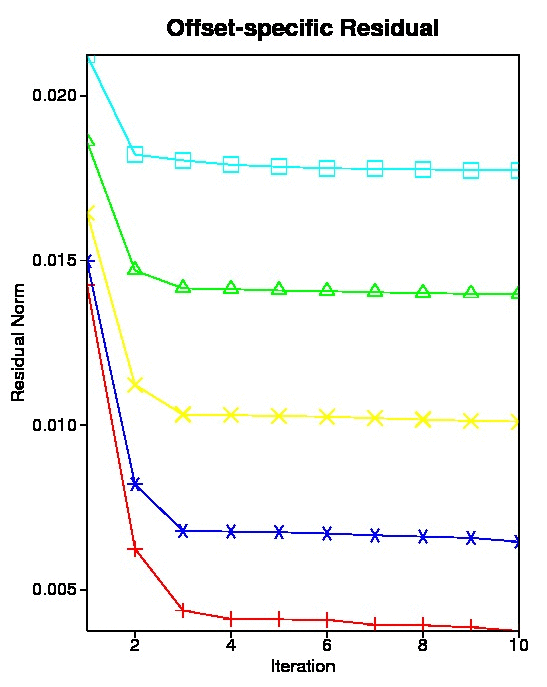 Offset-specific Residual
0.020
0.015
0.010
0.005
Residual Norm
2 4 6 8 10
Iteration